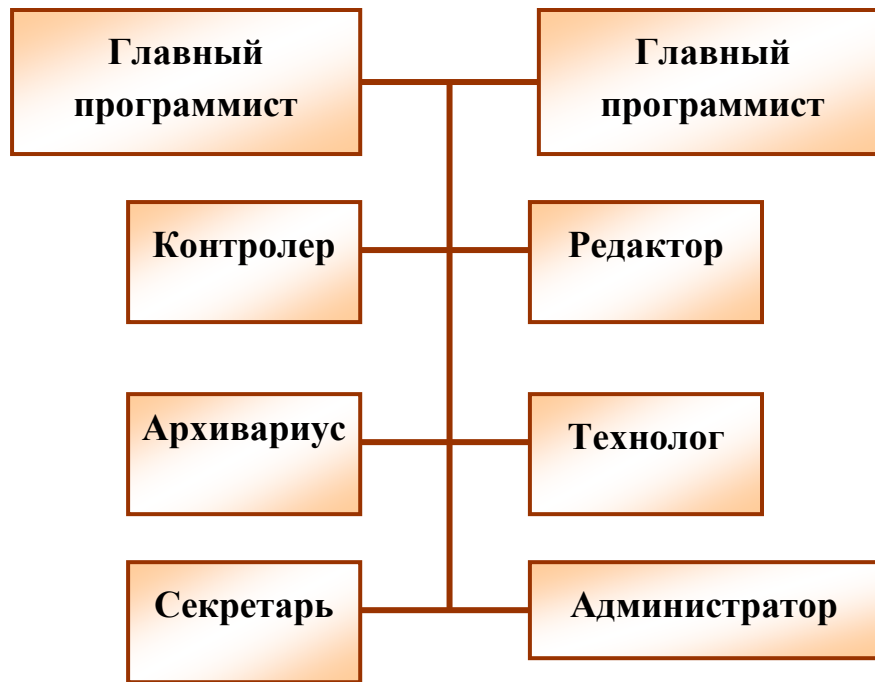 Главный
программист
Главный
программист
Контролер
Редактор
Архивариус
Технолог
Секретарь
Администратор